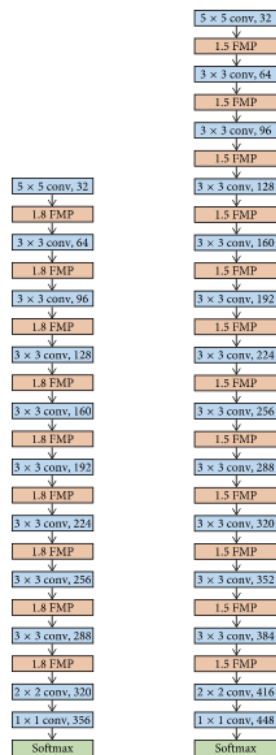 5 × 5 conv, 32
1.8 FMP
3 × 3 conv, 64
1.8 FMP
3 × 3 conv, 96
1.8 FMP
3 × 3 conv, 128
1.8 FMP
3 × 3 conv, 160
1.8 FMP
3 × 3 conv, 192
1.8 FMP
3 × 3 conv, 224
1.8 FMP
3 × 3 conv, 256
1.8 FMP
3 × 3 conv, 288
1.8 FMP
2 × 2 conv, 320
1 × 1 conv, 356
Softmax
5 × 5 conv, 32
1.5 FMP
3 × 3 conv, 64
1.5 FMP
3 × 3 conv, 96
1.5 FMP
3 × 3 conv, 128
1.5 FMP
3 × 3 conv, 160
1.5 FMP
3 × 3 conv, 192
1.5 FMP
3 × 3 conv, 224
1.5 FMP
3 × 3 conv, 256
1.5 FMP
3 × 3 conv, 288
1.5 FMP
3 × 3 conv, 320
1.5 FMP
3 × 3 conv, 352
1.5 FMP
3 × 3 conv, 384
1.5 FMP
2 × 2 conv, 416
1 × 1 conv, 448
Softmax